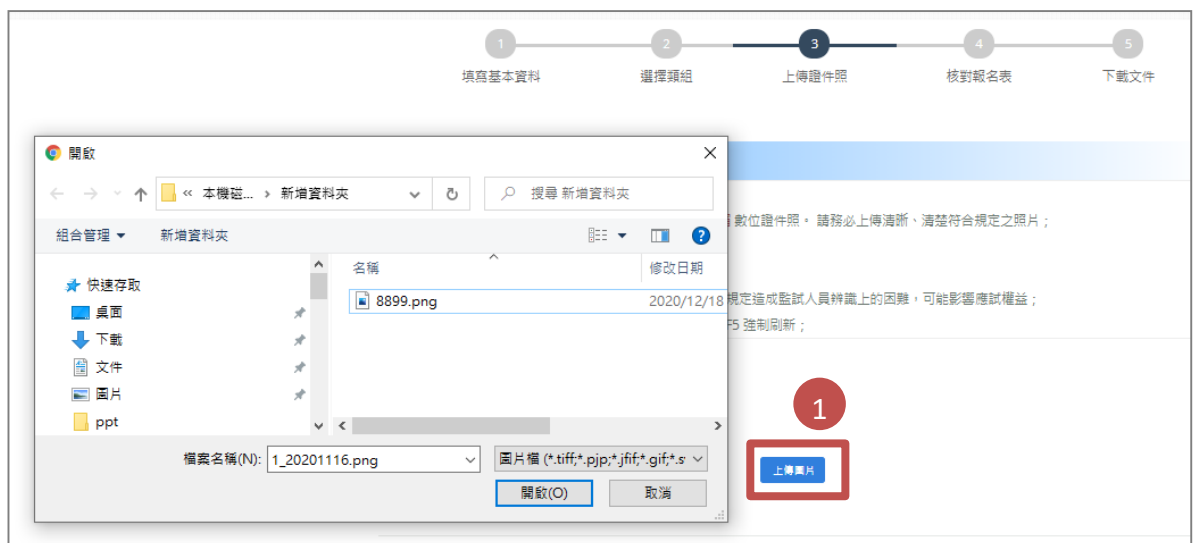 1 2 3 4 5
填寫基本資料 選擇類組 上傳證件照 核對報名表 下載文件
開啟
« 本機磁... › 新增資料夾
搜尋 新增資料夾
組合管理 新增資料夾
數位證件照。 請務必上傳清晰、清楚符合規定之照片；
快速存取
桌面
下載
文件
圖片
ppt
名稱 修改日期
8899.png 2020/12/18
規定造成監試人員辨識上的困難，可能影響應試權益；
F5 強制刷新；
1
上傳圖片
檔案名稱(N): 1_20201116.png 圖片檔 (*.tiff;*.pjp;*.jfif;*.gif;*.s
開啟(O) 取消